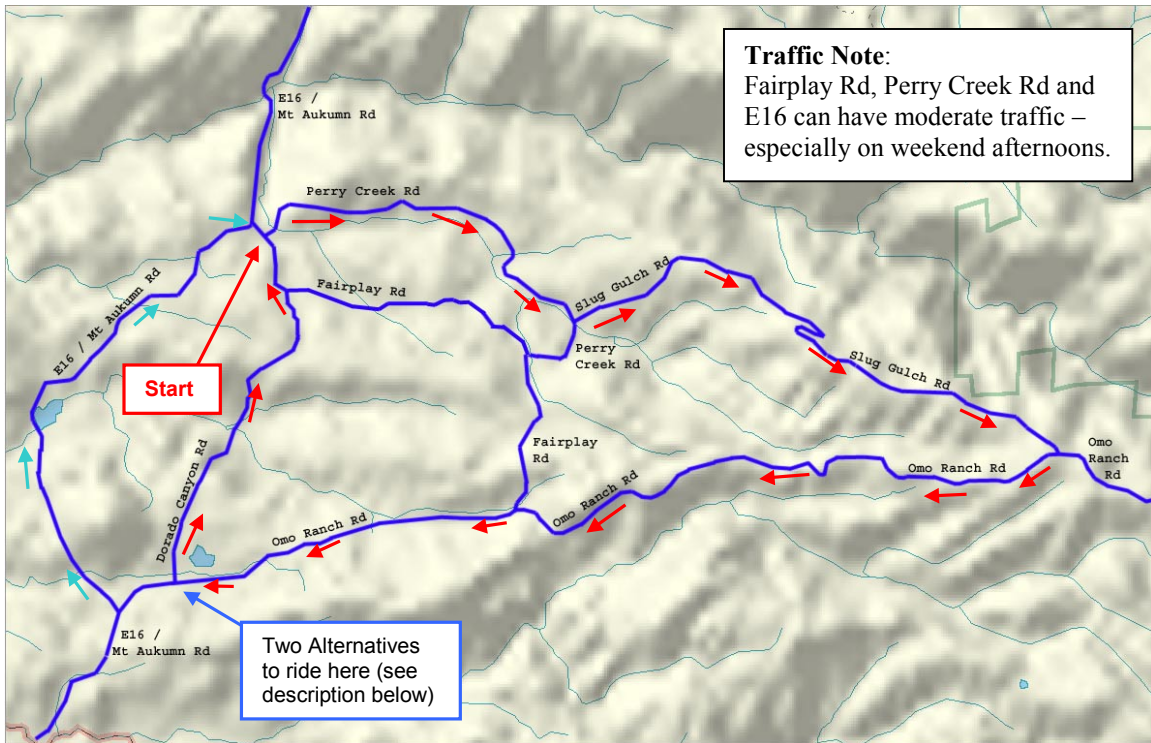 Traffic Note:
Fairplay Rd, Perry Creek Rd and
E16 can have moderate traffic –
especially on weekend afternoons.
E16 /
Mt Aukumn Rd
Perry Creek Rd
Slug Gulch Rd
Fairplay Rd
E16 / Mt Aukumn Rd
Perry
Creek Rd
Slug Gulch Rd
Start
Fairplay
Rd
Omo
Ranch
Rd
Omo Ranch Rd
Omo Ranch Rd
Dorado Canyon Rd
Omo Ranch Rd
E16 /
Mt Aukumn Rd
Two Alternatives
to ride here (see
description below)